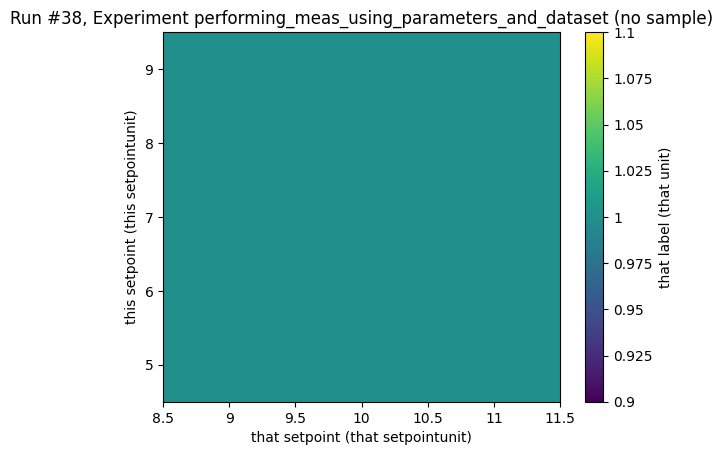 Run #38, Experiment performing_meas_using_parameters_and_dataset (no sample)
9
8
7
6
5
this setpoint (this setpointunit)
8.5 9 9.5 10 10.5 11 11.5
that setpoint (that setpointunit)
1.1
1.075
1.05
1.025
1
0.975
0.95
0.925
0.9
that label (that unit)